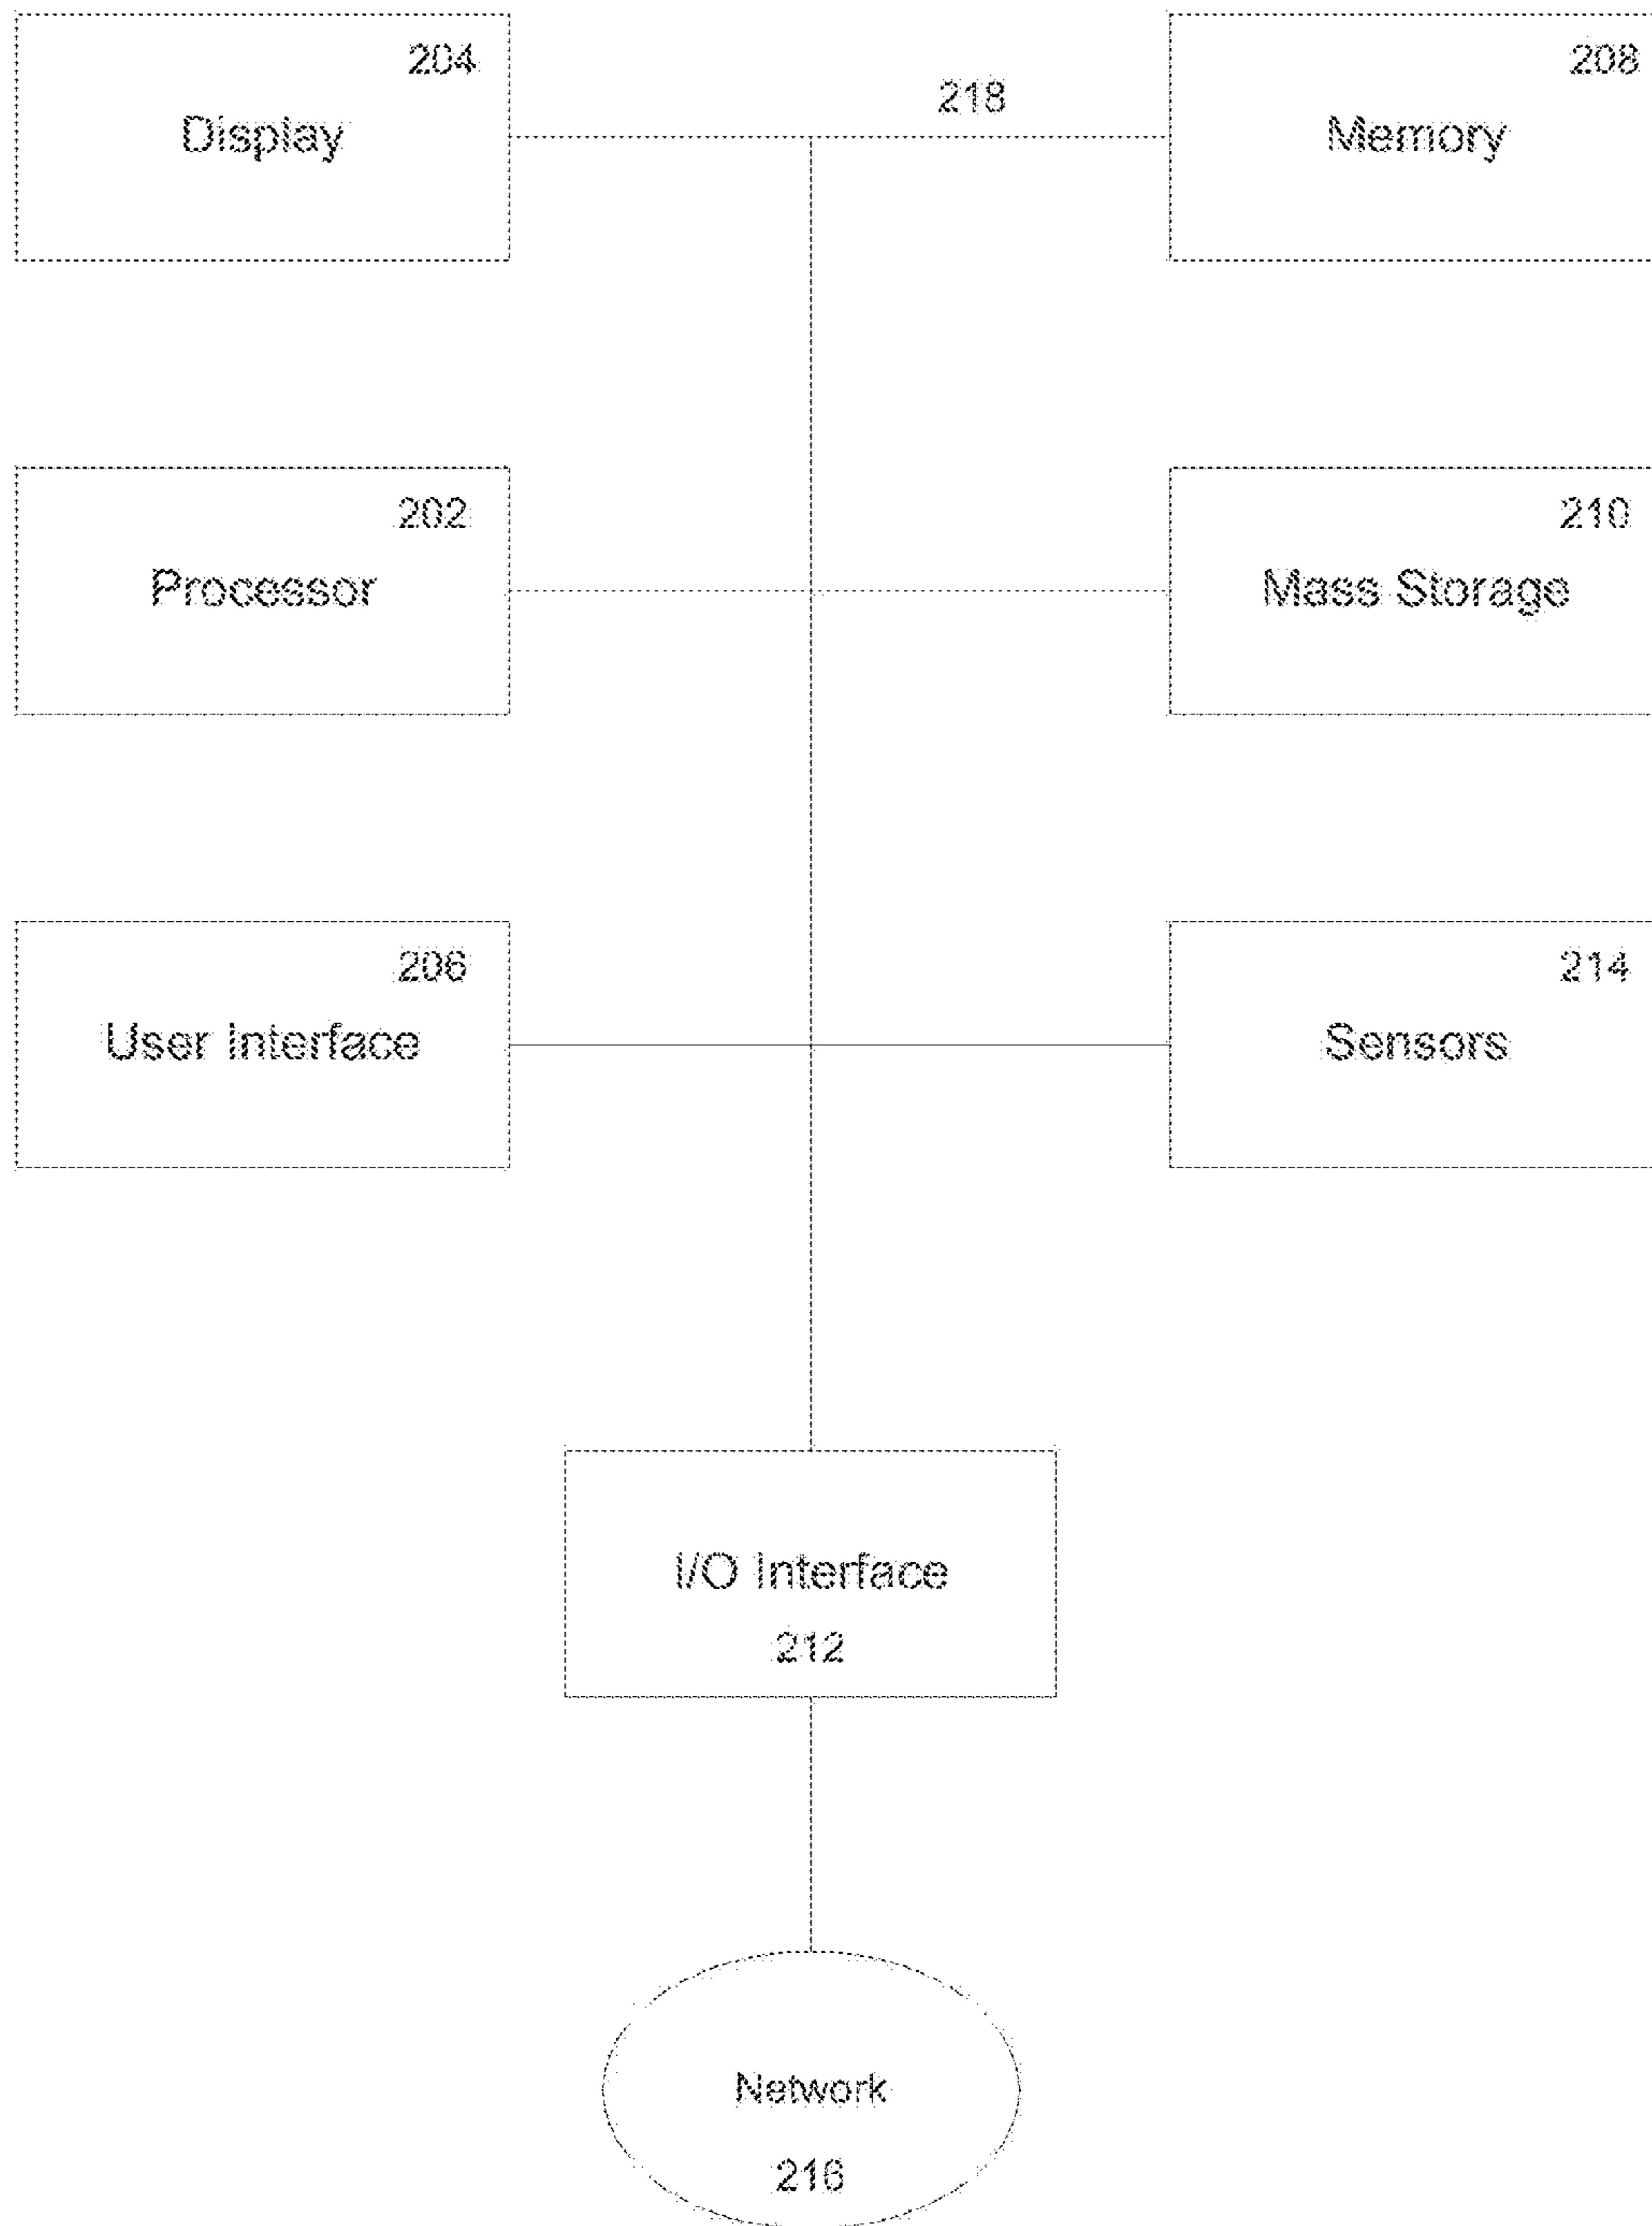 204
Display
218
208
Memory
202
Processor
210
Mass Storage
206
User Interface
214
Sensors
I/O Interface
212
Network
216